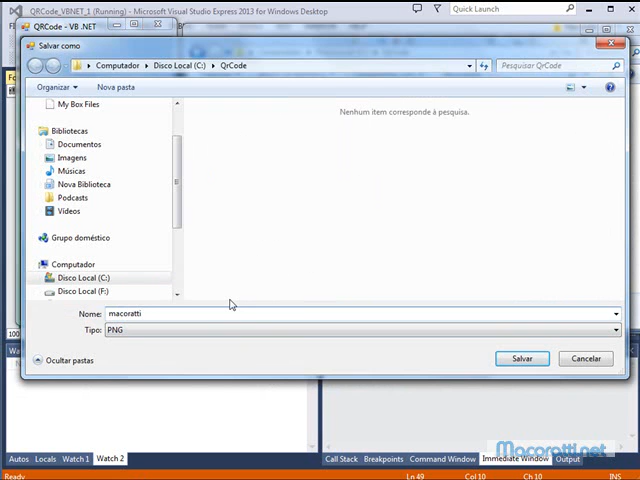 QRCode_VBNET_1 (Running) - Microsoft Visual Studio Express 2013 for Windows Desktop
Quick Launch
QRCode - VB .NET
Salvar como
Computador
Disco Local (C:)
QrCode
Pesquisar QrCode
Organizar
Nova pasta
My Box Files
Nenhum item corresponde à pesquisa.
Bibliotecas
Documentos
Imagens
Músicas
Nova Biblioteca
Podcasts
Vídeos
Grupo doméstico
Computador
Disco Local (C:)
Disco Local (F:)
Nome: macoratti
Tipo: PNG
100
Ocultar pastas
Salvar
Cancelar
Macoratti.net
Autos Locals Watch 1 Watch 2
Call Stack Breakpoints Command Window Immediate Window Output
Ready
Ln 49
Col 10
Ch 10
INS